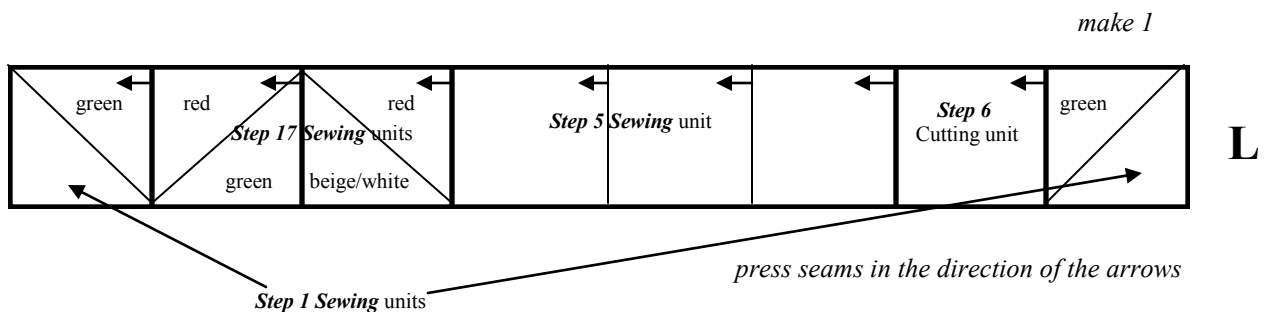 make 1
green red red Step 6 green
Step 17 Sewing units Step 5 Sewing unit Cutting unit L
green beige/white
press seams in the direction of the arrows
Step 1 Sewing units